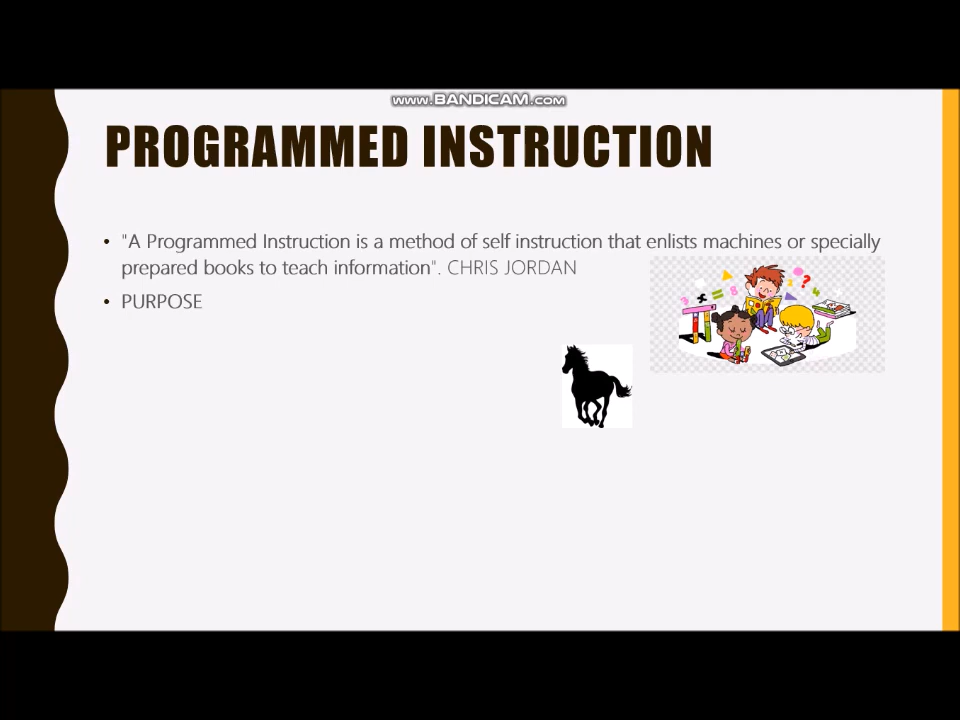 www.BANDICAM.com
PROGRAMMED INSTRUCTION
• "A Programmed Instruction is a method of self instruction that enlists machines or specially
prepared books to teach information". CHRIS JORDAN
• PURPOSE